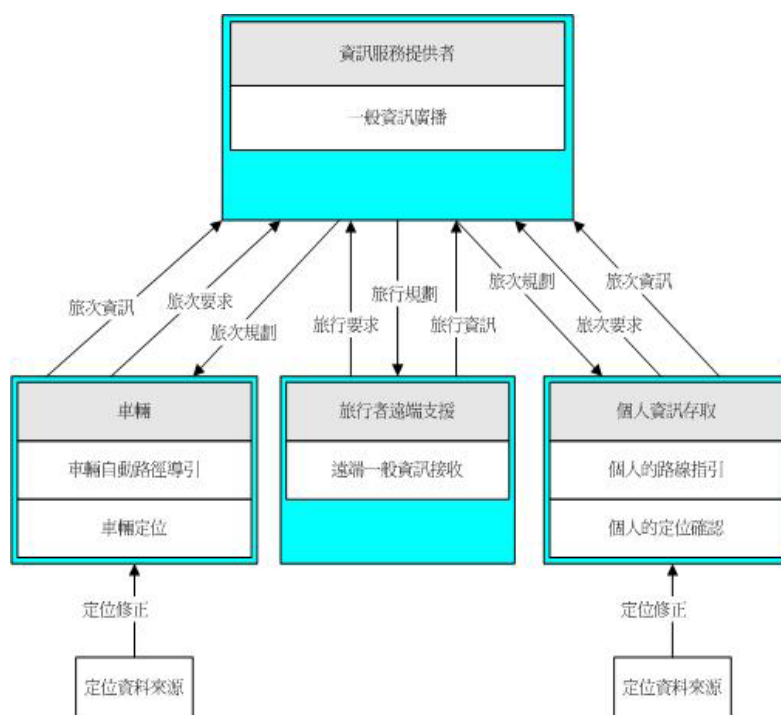 資訊服務提供者
一般資訊廣播
旅次資訊
旅次要求
旅次規劃
旅行要求
旅行規劃
旅行資訊
旅次規劃
旅次要求
旅次資訊
車輛
車輛自動路徑導引
車輛定位
旅行者遠端支援
遠端一般資訊接收
個人資訊存取
個人的路線指引
個人的定位確認
定位修正
定位修正
定位資料來源
定位資料來源